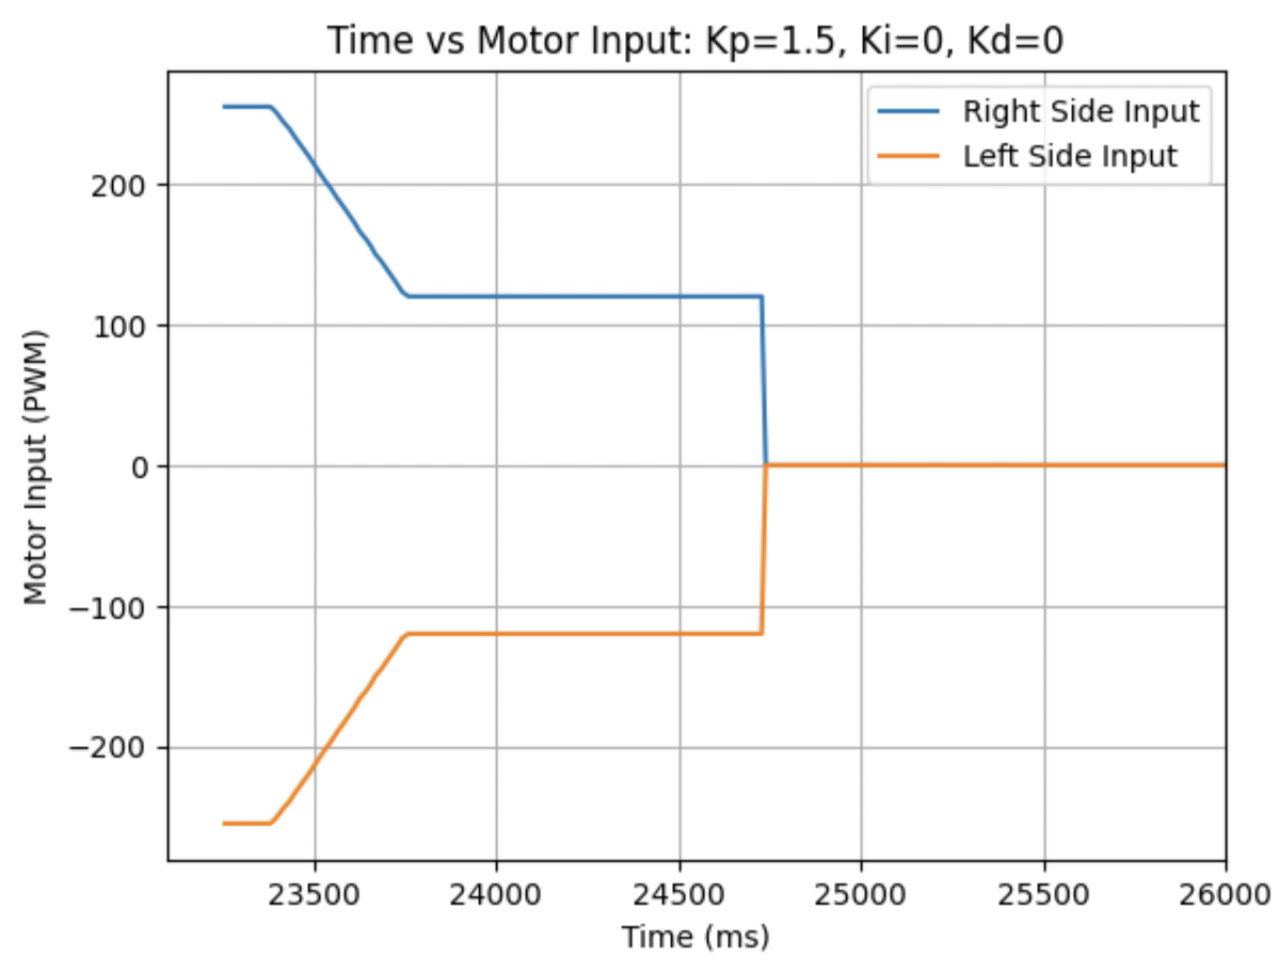 Time vs Motor Input: Kp=1.5, Ki=0, Kd=0
Right Side Input
Left Side Input
200
100
0
−100
−200
Motor Input (PWM)
23500 24000 24500 25000 25500 26000
Time (ms)